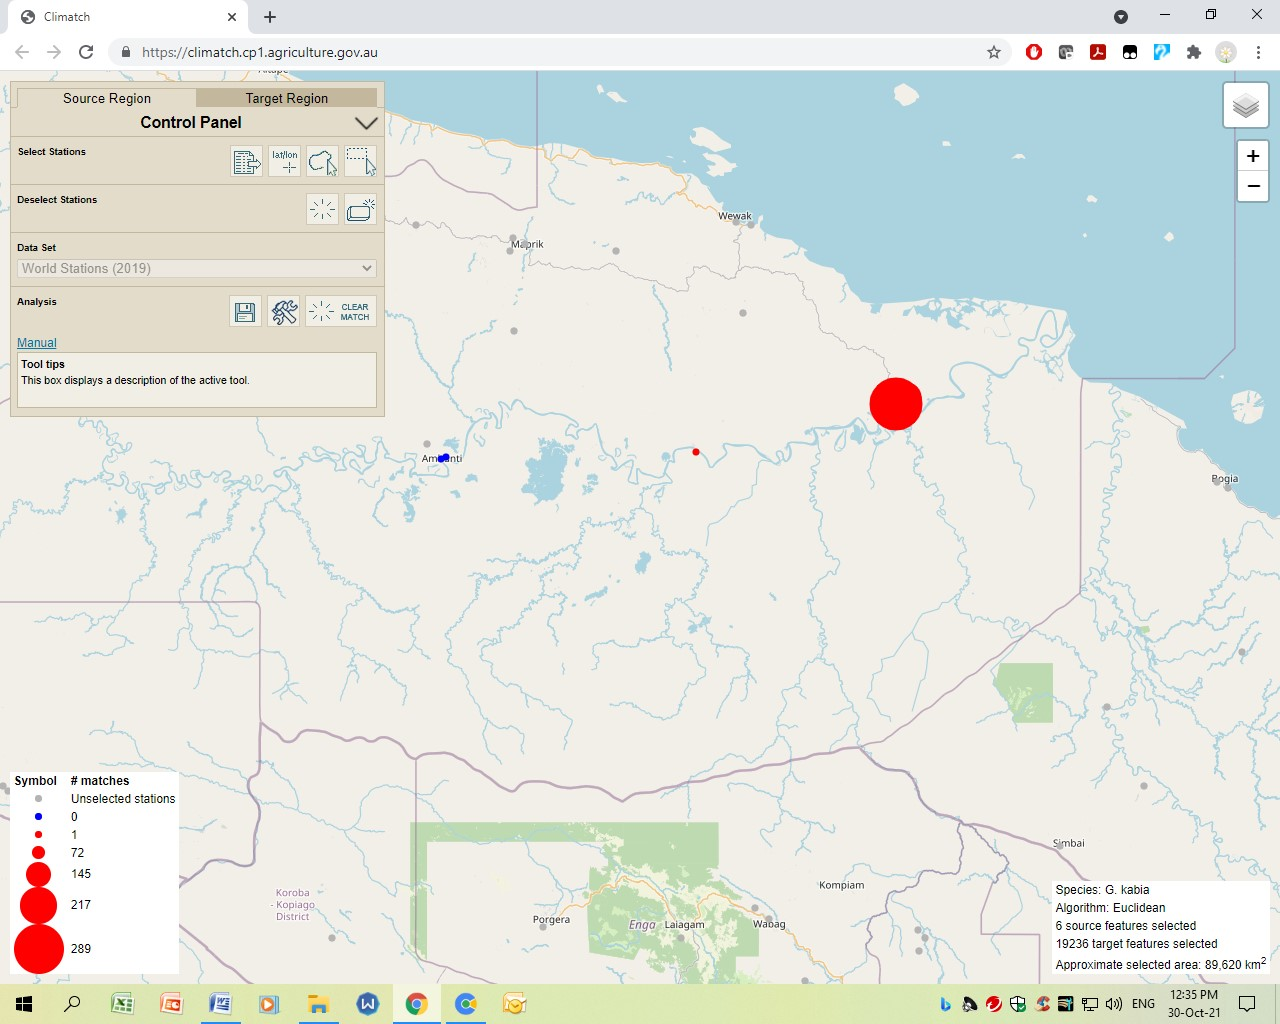 Climatch
https://climatch.cp1.agriculture.gov.au
Source Region
Target Region
Control Panel
Select Stations
lat/lon
Deselect Stations
Data Set
World Stations (2019)
Analysis
CLEAR
MATCH
Manual
Tool tips
This box displays a description of the active tool.
+
−
Wewak
Maprik
Ambunti
Bogia
Simbai
Kompiam
Wabag
Laiagam
Enga
Porgera
Koroba
- Kopiago
District
Symbol # matches
Unselected stations
0
1
72
145
217
289
Species: G. kabia
Algorithm: Euclidean
6 source features selected
19236 target features selected
Approximate selected area: 89,620 km2
ENG
12:35 PM
30-Oct-21